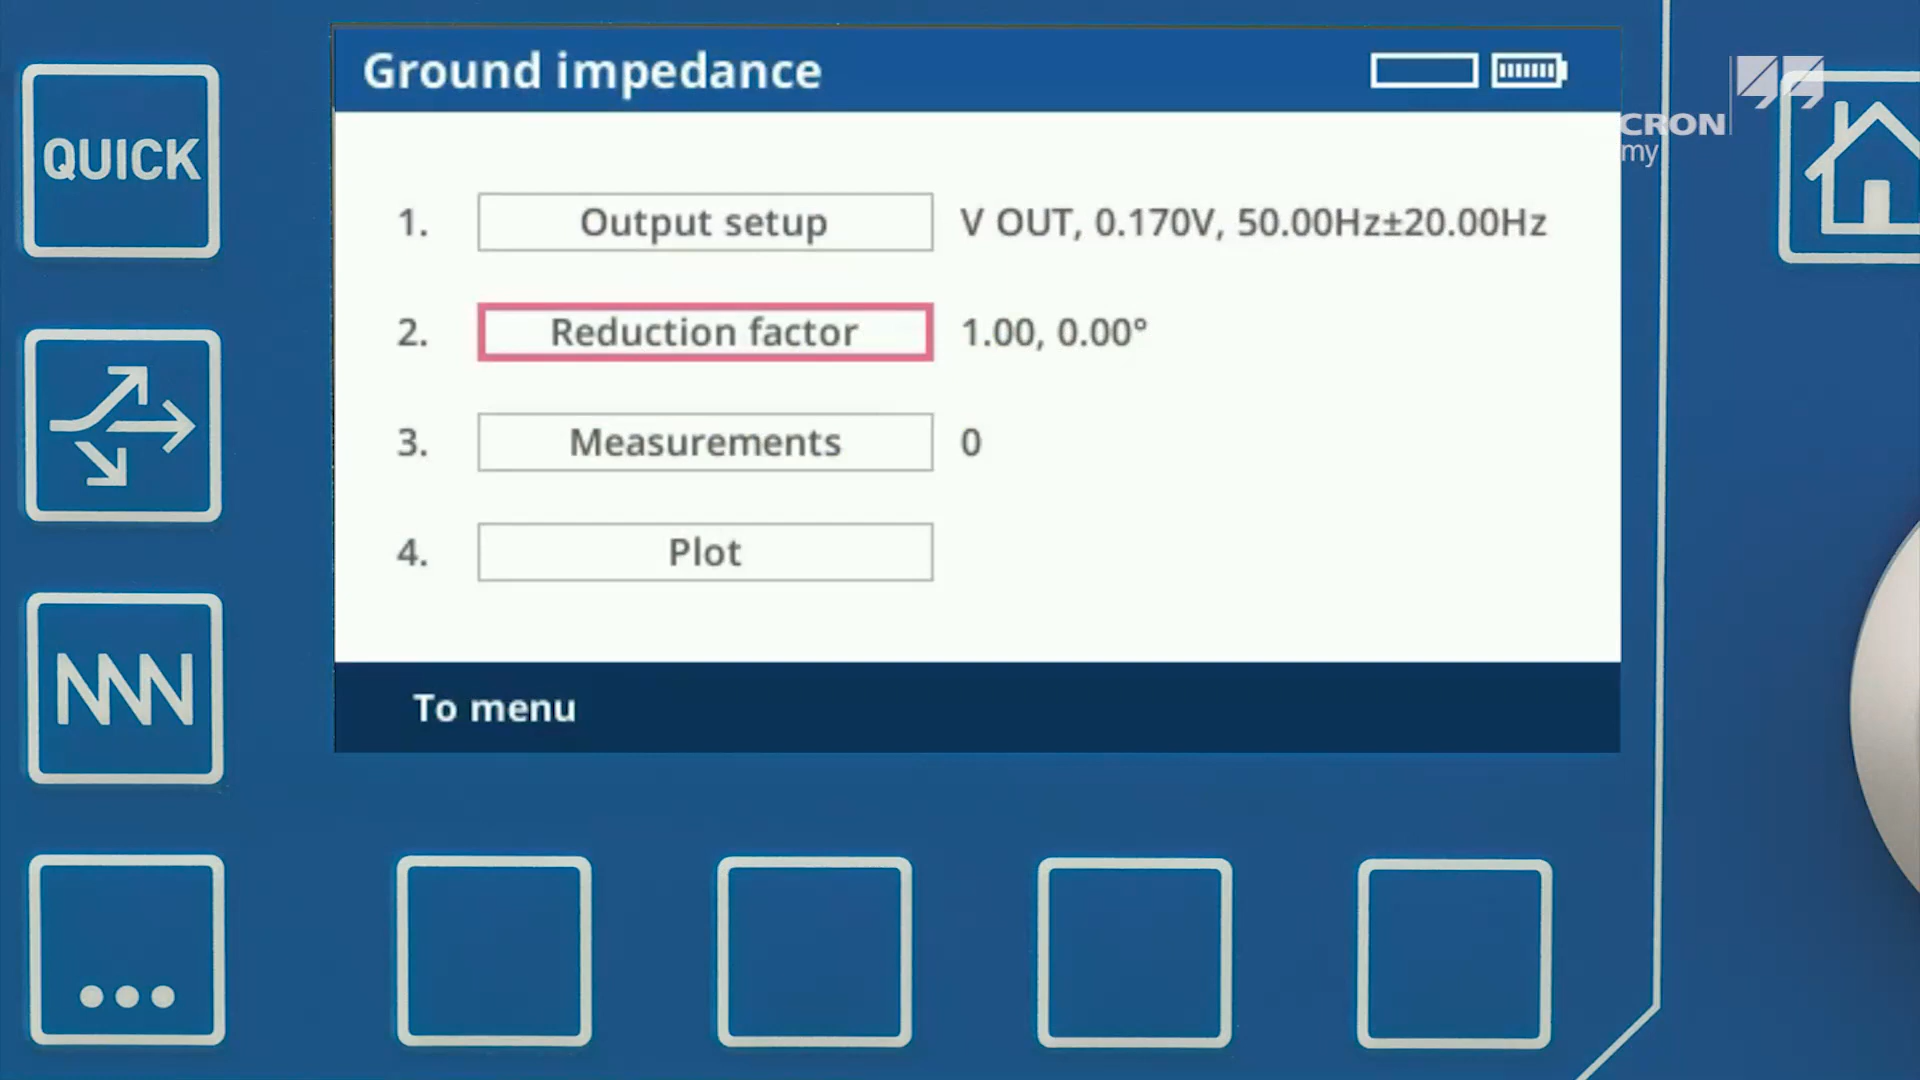 Ground impedance
QUICK
CRON
my
1. Output setup V OUT, 0.170V, 50.00Hz±20.00Hz
2. Reduction factor 1.00, 0.00°
3. Measurements 0
4. Plot
To menu